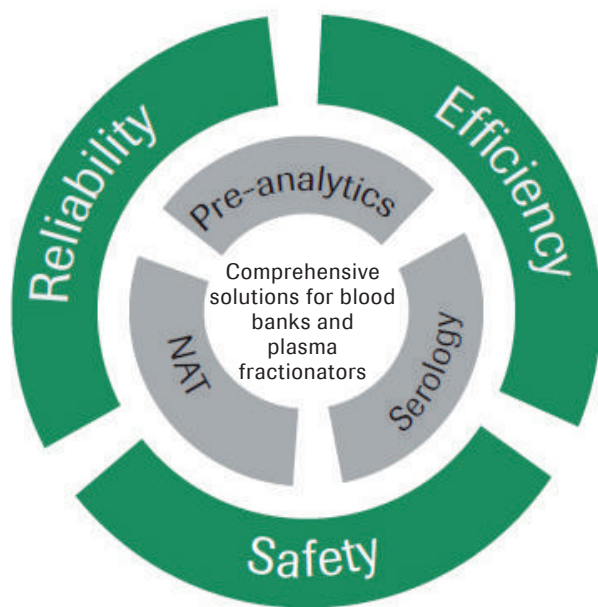 Reliability
Efficiency
Pre-analytics
Comprehensive
solutions for blood
banks and
plasma
fractionators
NAT
Serology
Safety